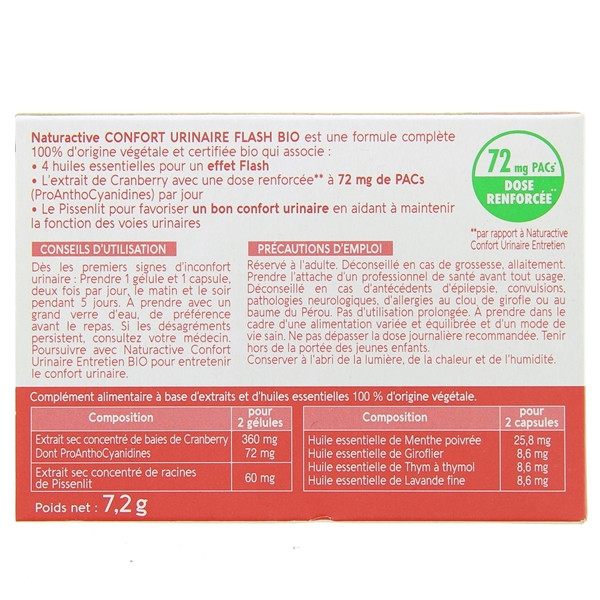 Naturactive CONFORT URINAIRE FLASH BIO est une formule complète
100% d'origine végétale et certifiée bio qui associe :
• 4 huiles essentielles pour un effet Flash
• L'extrait de Cranberry avec une dose renforcée** à 72 mg de PACs
(ProAnthoCyanidines) par jour
• Le Pissenlit pour favoriser un bon confort urinaire en aidant à maintenir
la fonction des voies urinaires
72 mg PACs*
DOSE
RENFORCÉE**
**par rapport à Naturactive
Confort Urinaire Entretien
CONSEILS D'UTILISATION
Dès les premiers signes d'inconfort
urinaire : Prendre 1 gélule et 1 capsule,
deux fois par jour, le matin et le soir
pendant 5 jours. A prendre avec un
grand verre d'eau, de préférence
avant le repas. Si les désagréments
persistent, consultez votre médecin.
Poursuivre avec Naturactive Confort
Urinaire Entretien BIO pour entretenir
le confort urinaire.
PRÉCAUTIONS D'EMPLOI
Réservé à l'adulte. Déconseillé en cas de grossesse, allaitement.
Prendre l'attache d'un professionnel de santé avant tout usage.
Déconseillé en cas d'antécédents d'épilepsie, convulsions,
pathologies neurologiques, d'allergies au clou de girofle ou au
baume du Pérou. Pas d'utilisation prolongée. A prendre dans le
cadre d'une alimentation variée et équilibrée et d'un mode de
vie sain. Ne pas dépasser la dose journalière recommandée. Tenir
hors de la portée des jeunes enfants.
Conserver à l'abri de la lumière, de la chaleur et de l'humidité.
Complément alimentaire à base d'extraits et d'huiles essentielles 100 % d'origine végétale.
Composition pour
2 gélules
Extrait sec concentré de baies de Cranberry 360 mg
Dont ProAnthoCyanidines 72 mg
Extrait sec concentré de racines
de Pissenlit 60 mg
Composition pour
2 capsules
Huile essentielle de Menthe poivrée 25,8 mg
Huile essentielle de Giroflier 8,6 mg
Huile essentielle de Thym à thymol 8,6 mg
Huile essentielle de Lavande fine 8,6 mg
Poids net : 7,2 g